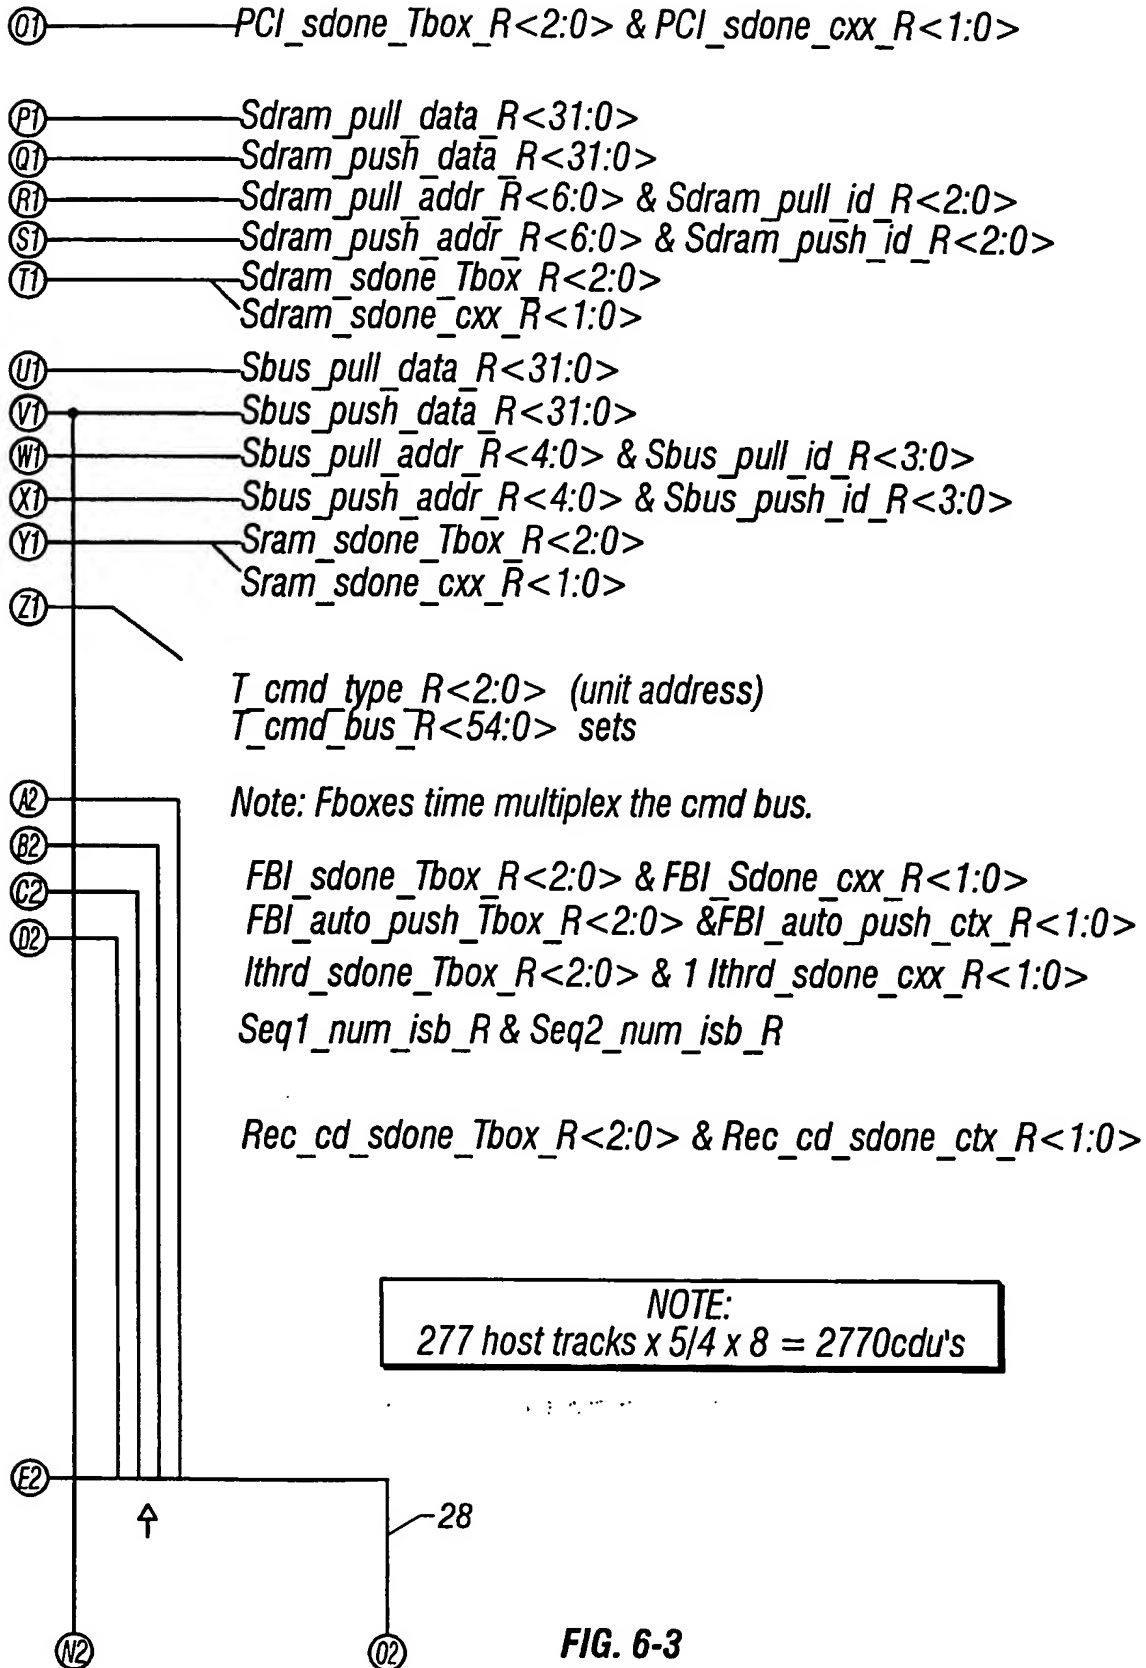 O1 PCI_sdone_Tbox_R<2:0> & PCI_sdone_cxx_R<1:0>
P1 Sdram_pull_data_R<31:0>
Q1 Sdram_push_data_R<31:0>
R1 Sdram_pull_addr_R<6:0> & Sdram_pull_id_R<2:0>
S1 Sdram_push_addr_R<6:0> & Sdram_push_id_R<2:0>
T1 Sdram_sdone_Tbox_R<2:0>
Sdram_sdone_cxx_R<1:0>
U1 Sbus_pull_data_R<31:0>
V1 Sbus_push_data_R<31:0>
W1 Sbus_pull_addr_R<4:0> & Sbus_pull_id_R<3:0>
X1 Sbus_push_addr_R<4:0> & Sbus_push_id_R<3:0>
Y1 Sram_sdone_Tbox_R<2:0>
Sram_sdone_cxx_R<1:0>
Z1
T_cmd_type_R<2:0> (unit address)
T_cmd_bus_R<54:0> sets
A2 Note: Fboxes time multiplex the cmd bus.
B2
FBI_sdone_Tbox_R<2:0> & FBI_Sdone_cxx_R<1:0>
C2
FBI_auto_push_Tbox_R<2:0> &FBI_auto_push_ctx_R<1:0>
D2
Ithrd_sdone_Tbox_R<2:0> & 1 Ithrd_sdone_cxx_R<1:0>
Seq1_num_isb_R & Seq2_num_isb_R
Rec_cd_sdone_Tbox_R<2:0> & Rec_cd_sdone_ctx_R<1:0>
NOTE:
277 host tracks x 5/4 x 8 = 2770cdu's
E2
28
N2
O2
FIG. 6-3